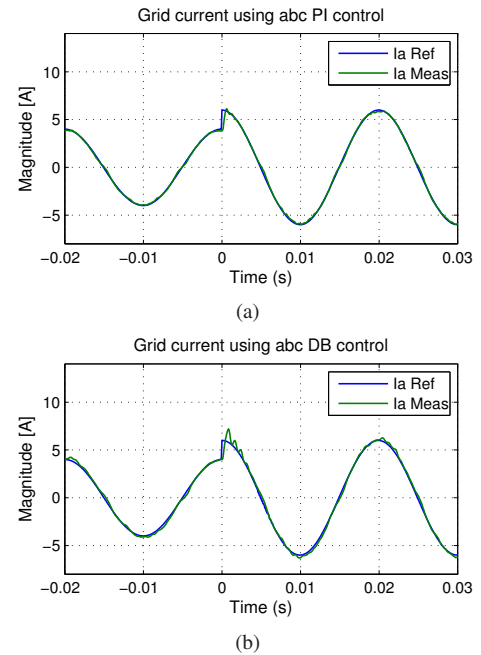 Grid current using abc PI control
Ia Ref
Ia Meas
Magnitude [A]
10
5
0
−5
−0.02 −0.01 0 0.01 0.02 0.03
Time (s)
(a)
Grid current using abc DB control
Ia Ref
Ia Meas
Magnitude [A]
10
5
0
−5
−0.02 −0.01 0 0.01 0.02 0.03
Time (s)
(b)